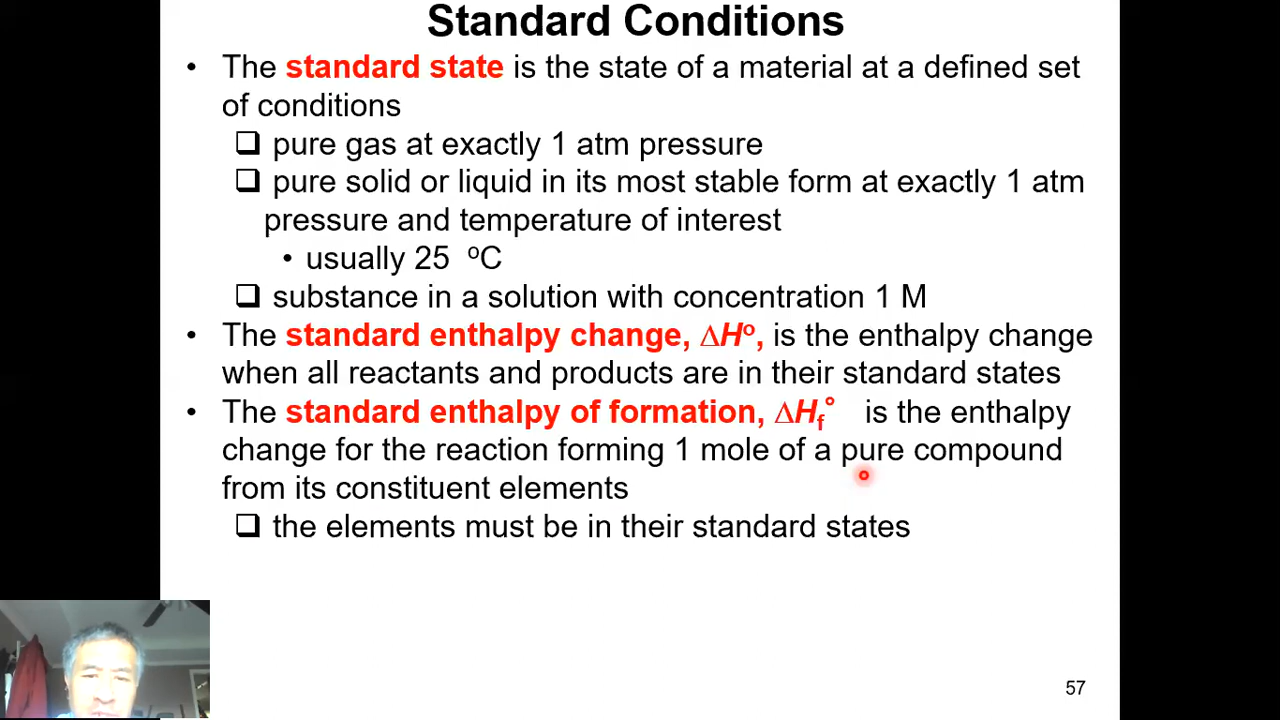 Standard Conditions
• The standard state is the state of a material at a defined set
of conditions
❑ pure gas at exactly 1 atm pressure
❑ pure solid or liquid in its most stable form at exactly 1 atm
pressure and temperature of interest
• usually 25 ºC
❑ substance in a solution with concentration 1 M
• The standard enthalpy change, ∆Hº, is the enthalpy change
when all reactants and products are in their standard states
• The standard enthalpy of formation, ∆Hf° is the enthalpy
change for the reaction forming 1 mole of a pure compound
from its constituent elements
❑ the elements must be in their standard states
57